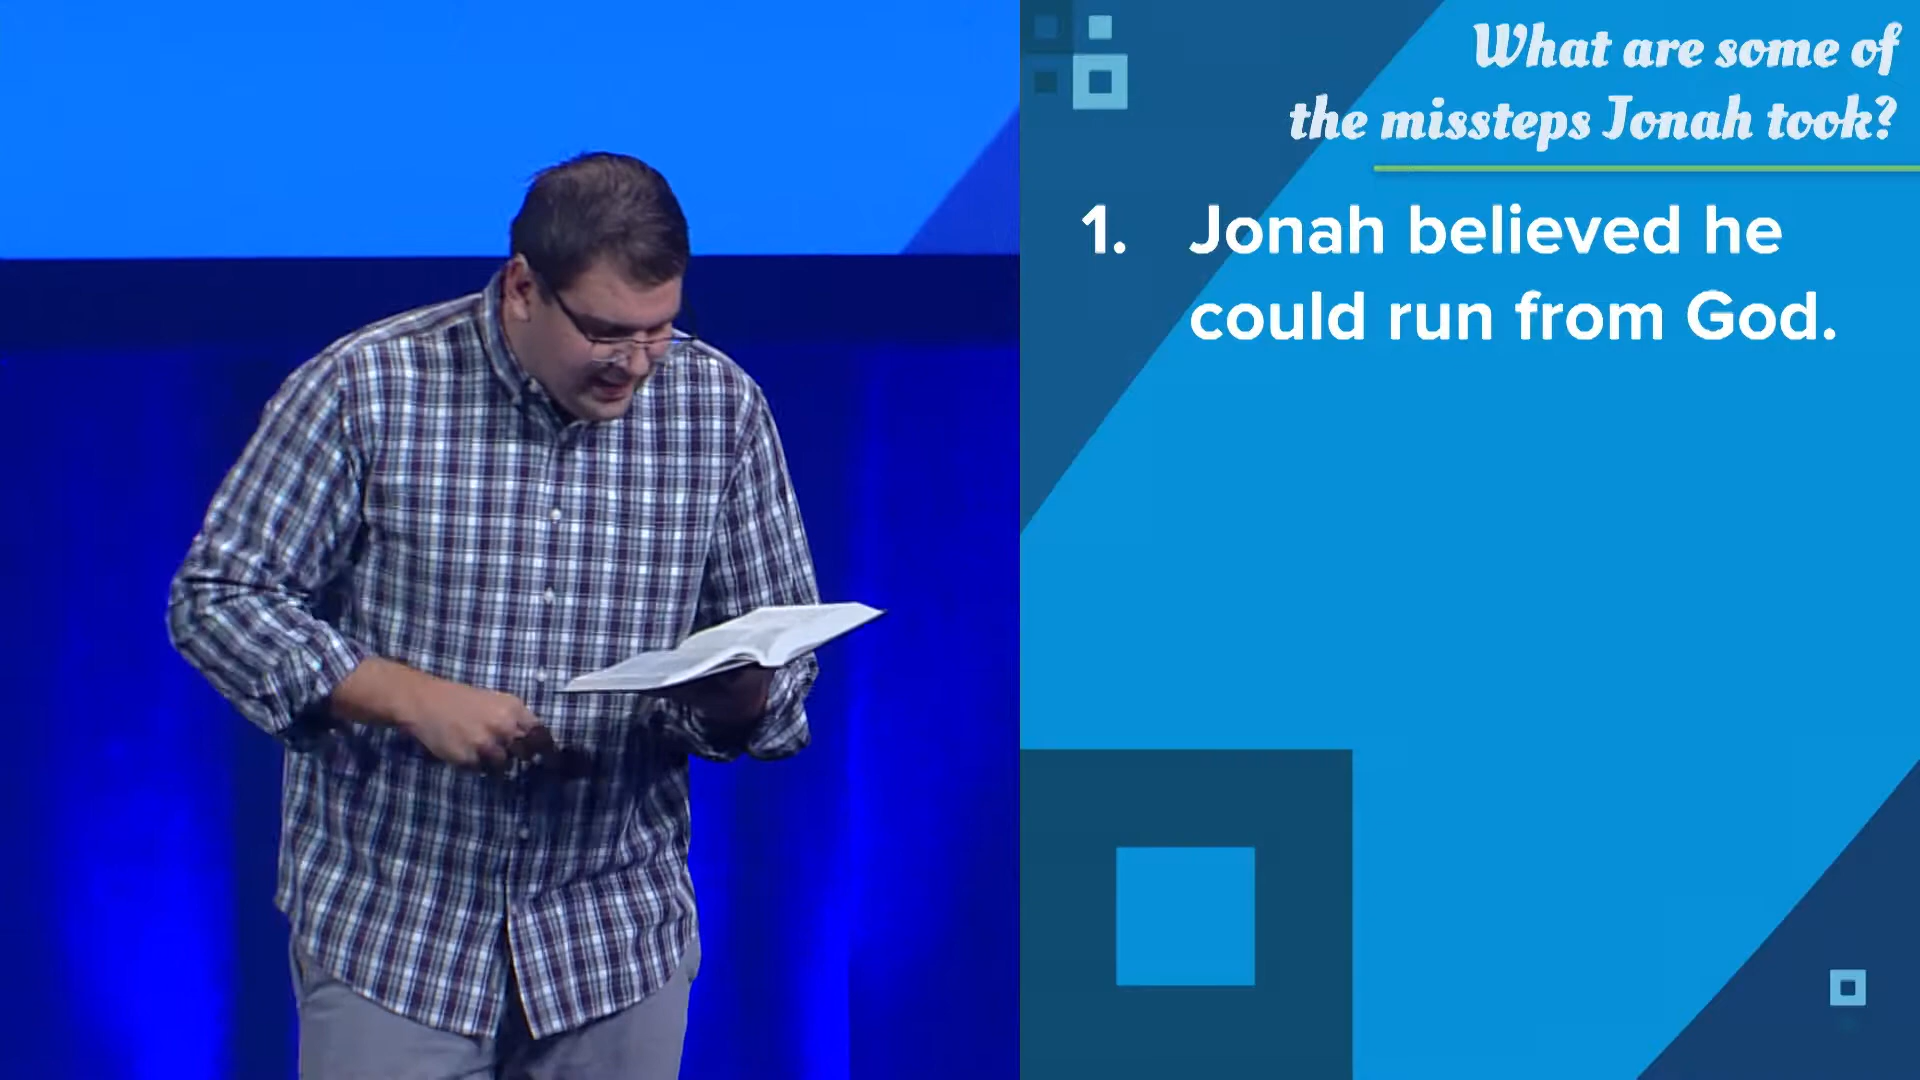 What are some of
the missteps Jonah took?
1. Jonah believed he
could run from God.